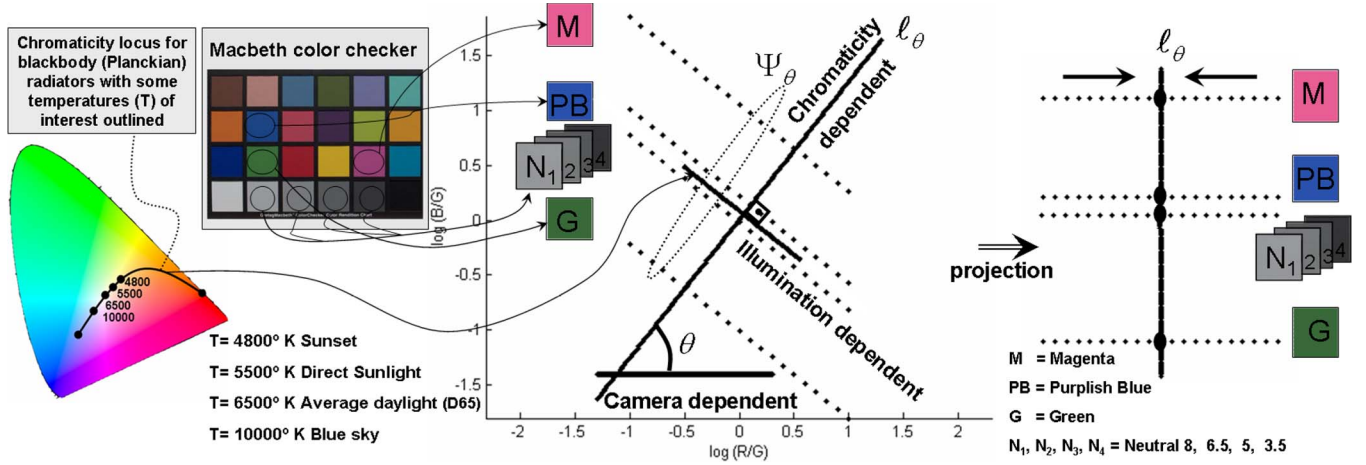 Chromaticity locus for
blackbody (Planckian)
radiators with some
temperatures (T) of
interest outlined
Macbeth color checker
4800
5500
6500
10000
T= 4800º K Sunset
T= 5500º K Direct Sunlight
T= 6500º K Average daylight (D65)
T= 10000º K Blue sky
M
PB
N1 2 3 4
G
log (B/G)
1.5
1
0.5
0
-0.5
-1
-1.5
-2 -1.5 -1 -0.5 0 0.5 1 1.5 2
log (R/G)
Ψθ
ℓθ
Chromaticity
dependent
Illumination dependent
θ
Camera dependent
projection
ℓθ
M
PB
N1 2 3 4
G
M = Magenta
PB = Purplish Blue
G = Green
N1, N2, N3, N4 = Neutral 8, 6.5, 5, 3.5